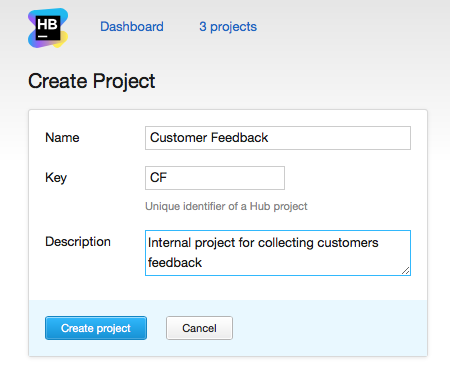 HB
Dashboard 3 projects
Create Project
Name Customer Feedback
Key CF
Unique identifier of a Hub project
Description Internal project for collecting customers
feedback
Create project Cancel